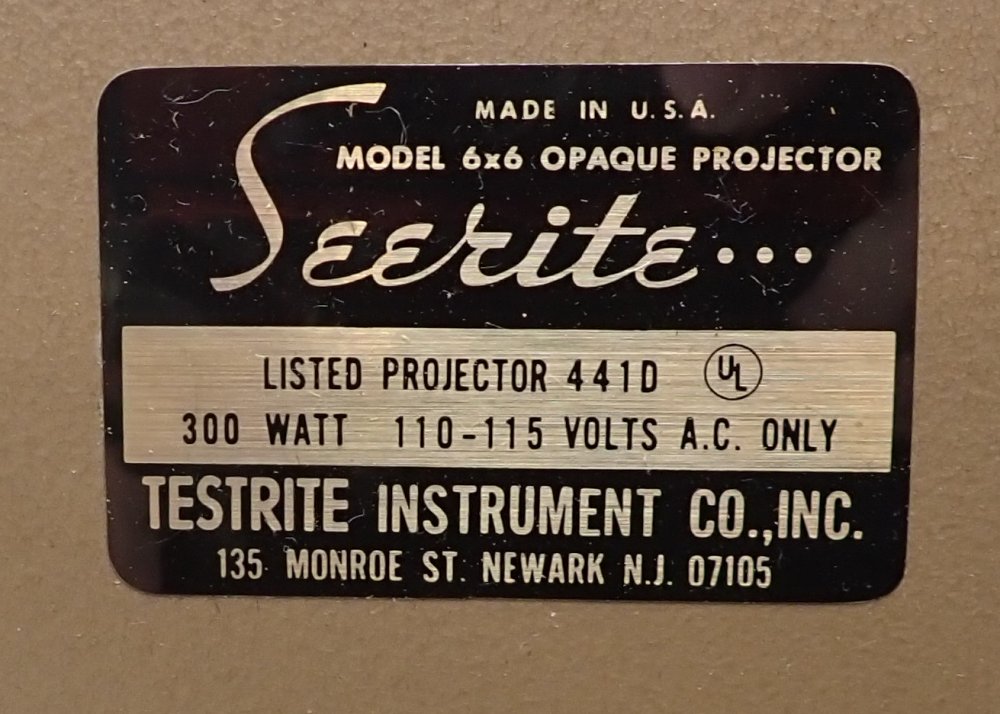 MADE IN U.S.A.
MODEL 6x6 OPAQUE PROJECTOR
Seerite...
LISTED PROJECTOR 441D UL
300 WATT 110-115 VOLTS A.C. ONLY
TESTRITE INSTRUMENT CO.,INC.
135 MONROE ST. NEWARK N.J. 07105